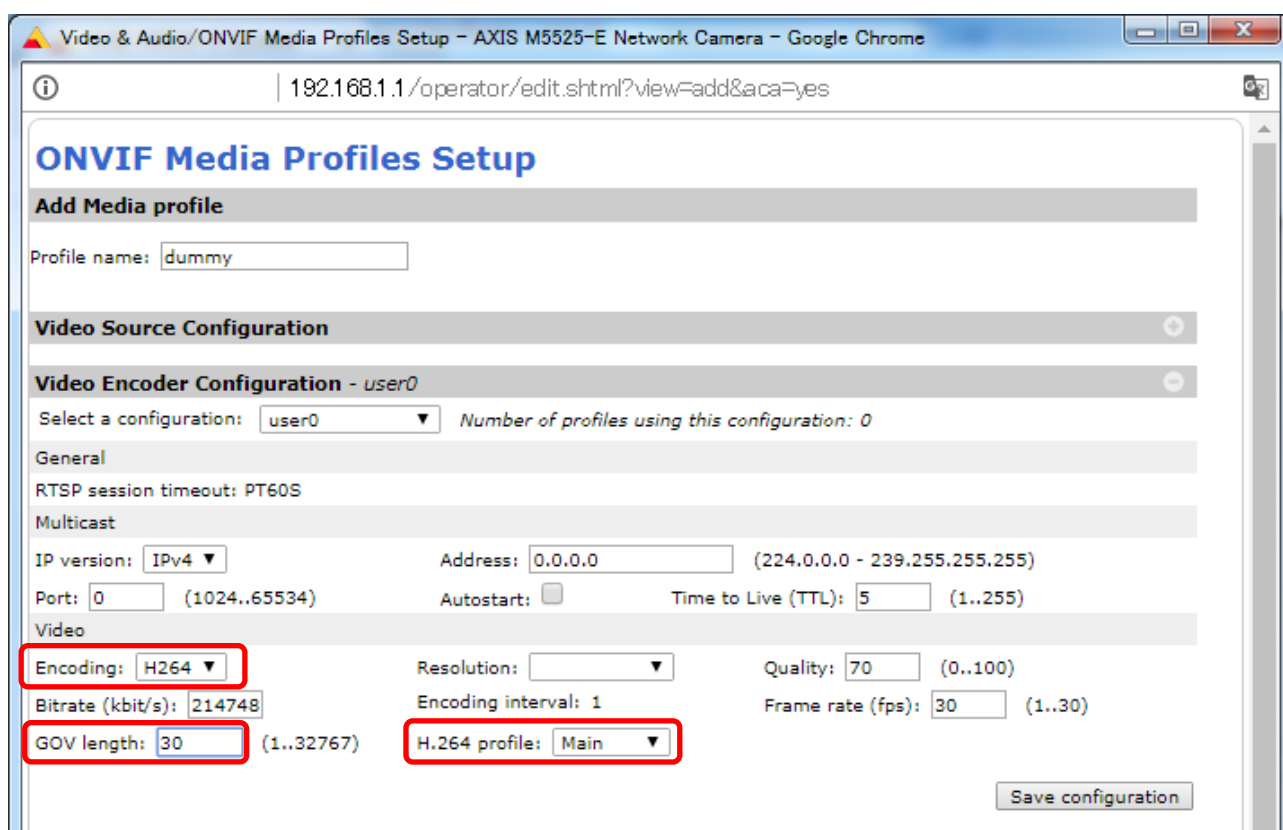 Video & Audio/ONVIF Media Profiles Setup - AXIS M5525-E Network Camera - Google Chrome
192.168.1.1/operator/edit.shtml?view=add&aca=yes
ONVIF Media Profiles Setup
Add Media profile
Profile name: dummy
Video Source Configuration
Video Encoder Configuration - user0
Select a configuration: user0 Number of profiles using this configuration: 0
General
RTSP session timeout: PT60S
Multicast
IP version: IPv4 Address: 0.0.0.0 (224.0.0.0 - 239.255.255.255)
Port: 0 (1024..65534) Autostart: Time to Live (TTL): 5 (1..255)
Video
Encoding: H264 Resolution: Quality: 70 (0..100)
Bitrate (kbit/s): 214748 Encoding interval: 1 Frame rate (fps): 30 (1..30)
GOV length: 30 (1..32767) H.264 profile: Main
Save configuration